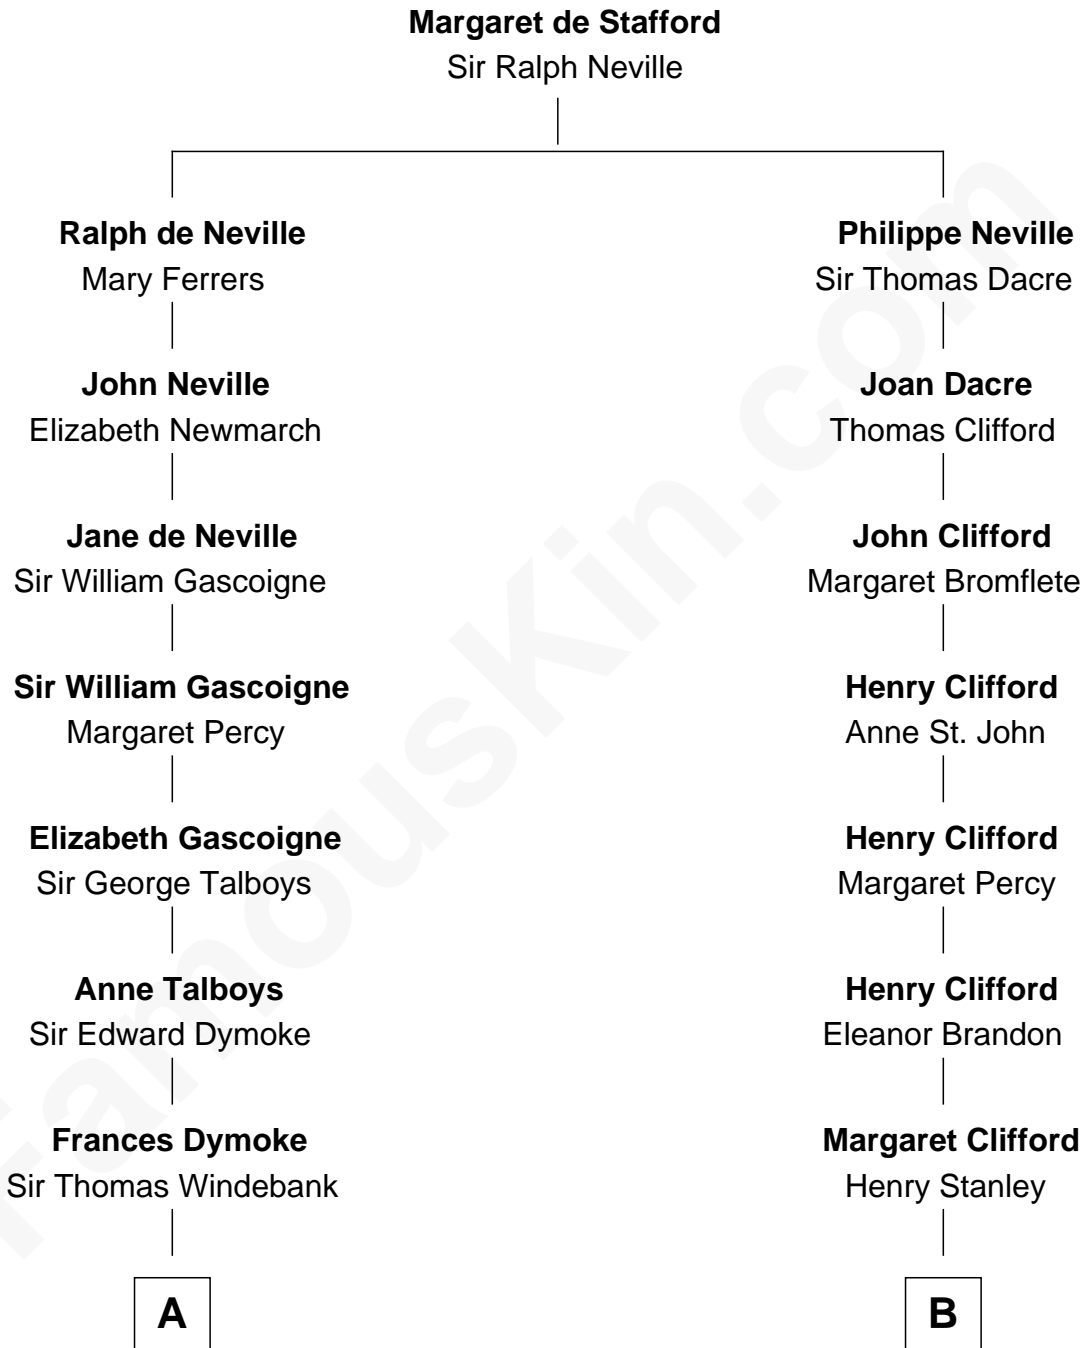 Margaret de Stafford
Sir Ralph Neville
Ralph de Neville
Mary Ferrers
John Neville
Elizabeth Newmarch
Jane de Neville
Sir William Gascoigne
Sir William Gascoigne
Margaret Percy
Elizabeth Gascoigne
Sir George Talboys
Anne Talboys
Sir Edward Dymoke
Frances Dymoke
Sir Thomas Windebank
A
Philippe Neville
Sir Thomas Dacre
Joan Dacre
Thomas Clifford
John Clifford
Margaret Bromflete
Henry Clifford
Anne St. John
Henry Clifford
Margaret Percy
Henry Clifford
Eleanor Brandon
Margaret Clifford
Henry Stanley
B
FamousKin.com